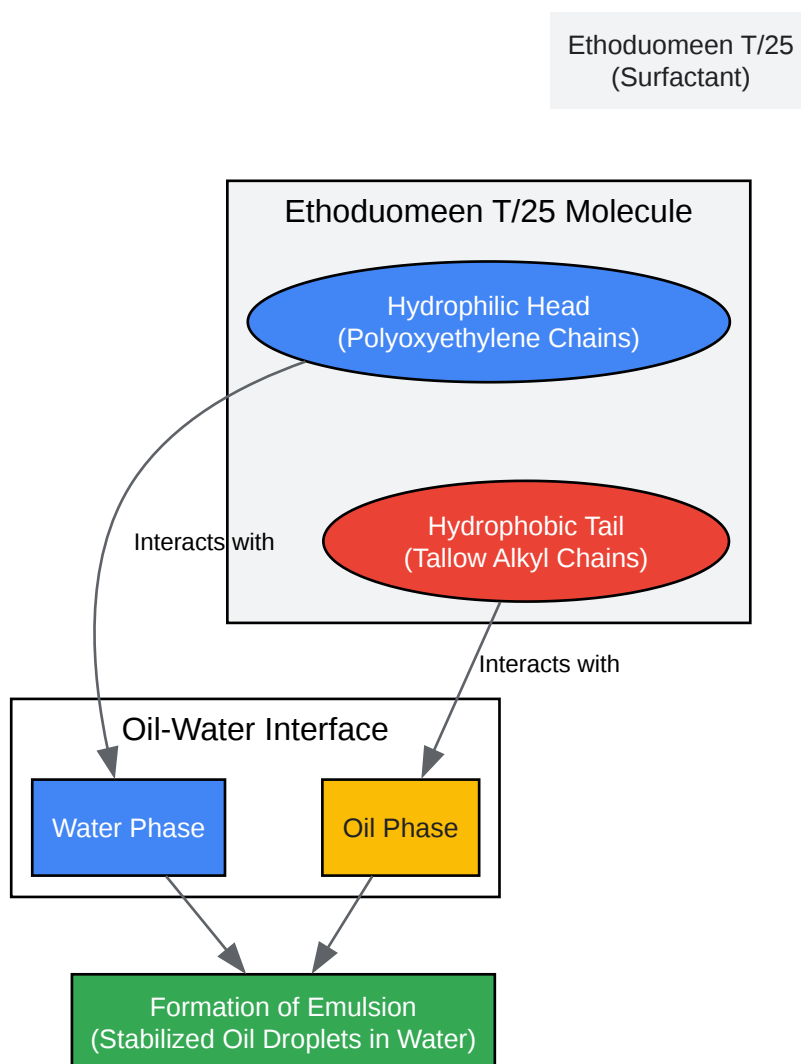 Ethoduomeen T/25
(Surfactant)
Ethoduomeen T/25 Molecule
Hydrophilic Head
(Polyoxyethylene Chains)
Interacts with
Hydrophobic Tail
(Tallow Alkyl Chains)
Interacts with
Oil-Water Interface
Water Phase
Oil Phase
Formation of Emulsion
(Stabilized Oil Droplets in Water)